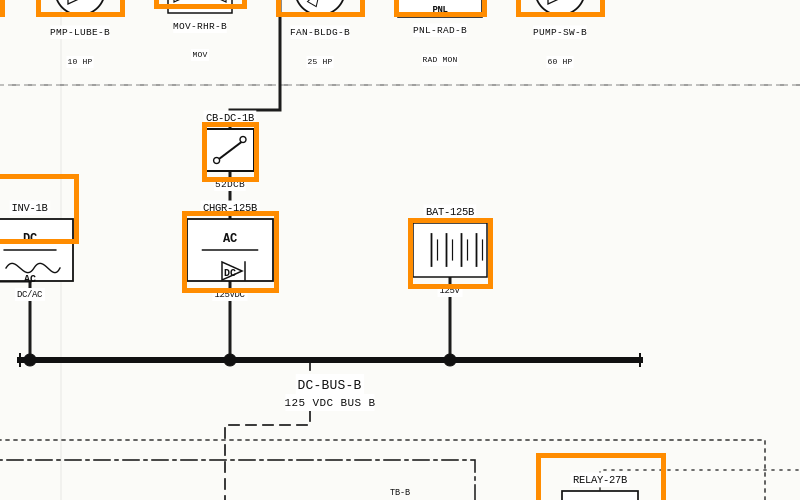 PNL
PMP-LUBE-B
MOV-RHR-B
FAN-BLDG-B
PNL-RAD-B
PUMP-SW-B
10 HP
MOV
25 HP
RAD MON
60 HP
CB-DC-1B
52DCB
INV-1B
CHGR-125B
BAT-125B
DC
AC
AC
DC
DC/AC
125VDC
125V
DC-BUS-B
125 VDC BUS B
RELAY-27B
TB-B